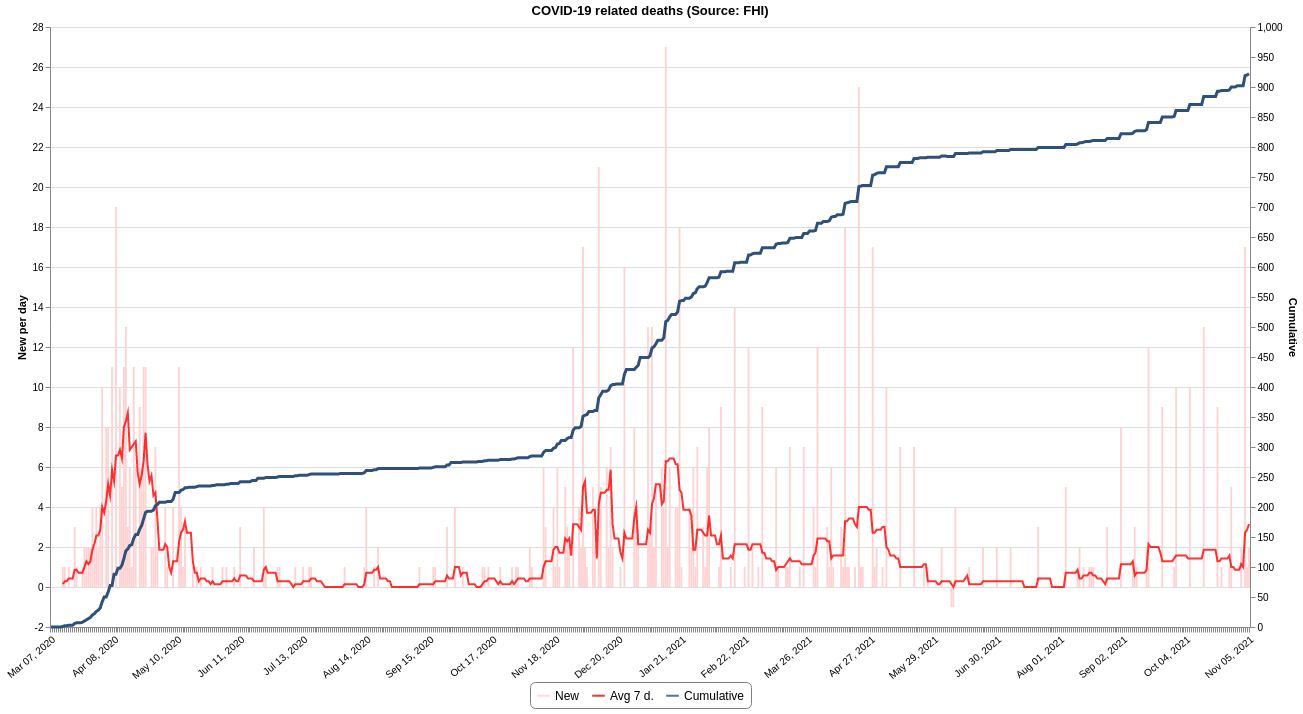 COVID-19 related deaths (Source: FHI)
28
26
24
22
20
18
16
14
12
10
8
6
4
2
0
-2
New per day
1,000
950
900
850
800
750
700
650
600
550
500
450
400
350
300
250
200
150
100
50
0
Cumulative
Mar 07, 2020
Apr 08, 2020
May 10, 2020
Jun 11, 2020
Jul 13, 2020
Aug 14, 2020
Sep 15, 2020
Oct 17, 2020
Nov 18, 2020
Dec 20, 2020
Jan 21, 2021
Feb 22, 2021
Mar 26, 2021
Apr 27, 2021
May 29, 2021
Jun 30, 2021
Aug 01, 2021
Sep 02, 2021
Oct 04, 2021
Nov 05, 2021
New Avg 7 d. Cumulative